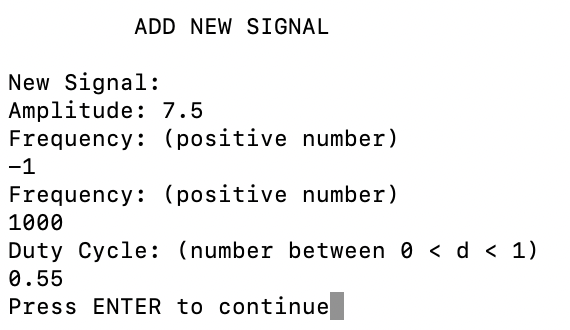 ADD NEW SIGNAL
New Signal:
Amplitude: 7.5
Frequency: (positive number)
−1
Frequency: (positive number)
1000
Duty Cycle: (number between 0 < d < 1)
0.55
Press ENTER to continue